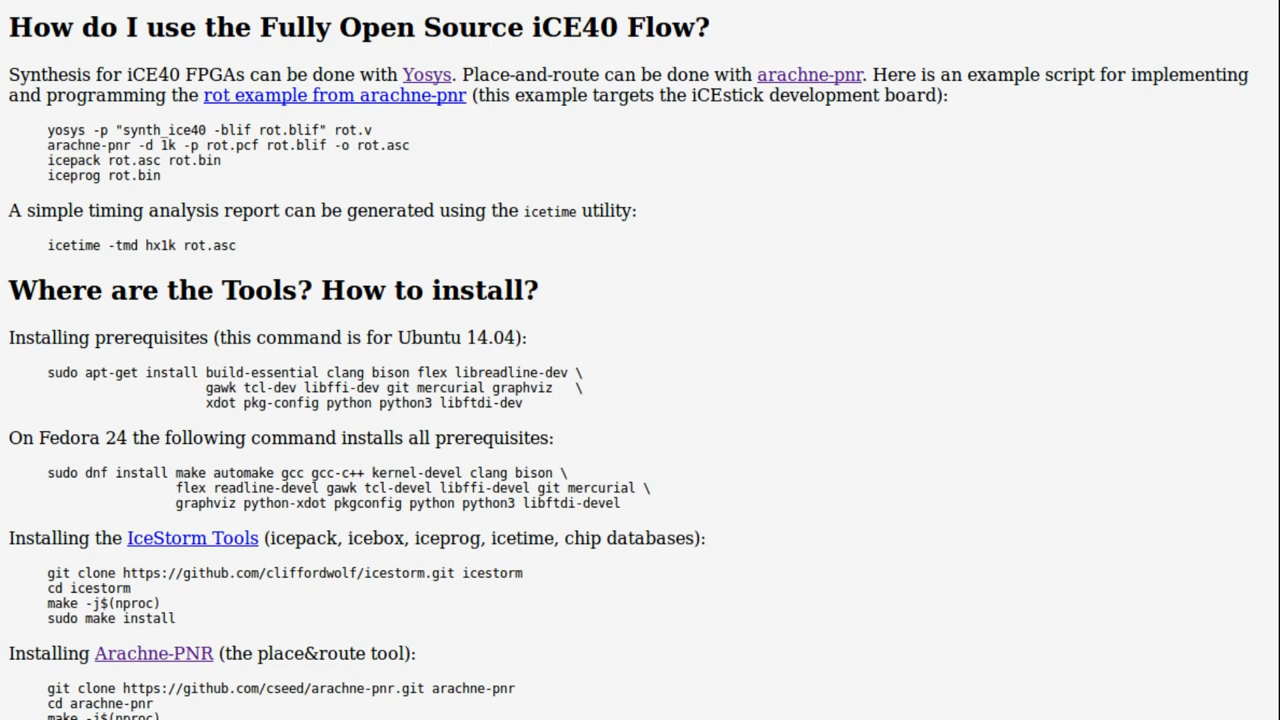 How do I use the Fully Open Source iCE40 Flow?
Synthesis for iCE40 FPGAs can be done with Yosys. Place-and-route can be done with arachne-pnr. Here is an example script for implementing
and programming the rot example from arachne-pnr (this example targets the iCEstick development board):
yosys -p "synth_ice40 -blif rot.blif" rot.v
arachne-pnr -d 1k -p rot.pcf rot.blif -o rot.asc
icepack rot.asc rot.bin
iceprog rot.bin
A simple timing analysis report can be generated using the icetime utility:
icetime -tmd hx1k rot.asc
Where are the Tools? How to install?
Installing prerequisites (this command is for Ubuntu 14.04):
sudo apt-get install build-essential clang bison flex libreadline-dev \
gawk tcl-dev libffi-dev git mercurial graphviz \
xdot pkg-config python python3 libftdi-dev
On Fedora 24 the following command installs all prerequisites:
sudo dnf install make automake gcc gcc-c++ kernel-devel clang bison \
flex readline-devel gawk tcl-devel libffi-devel git mercurial \
graphviz python-xdot pkgconfig python python3 libftdi-devel
Installing the IceStorm Tools (icepack, icebox, iceprog, icetime, chip databases):
git clone https://github.com/cliffordwolf/icestorm.git icestorm
cd icestorm
make -j$(nproc)
sudo make install
Installing Arachne-PNR (the place&route tool):
git clone https://github.com/cseed/arachne-pnr.git arachne-pnr
cd arachne-pnr
make -j$(nproc)